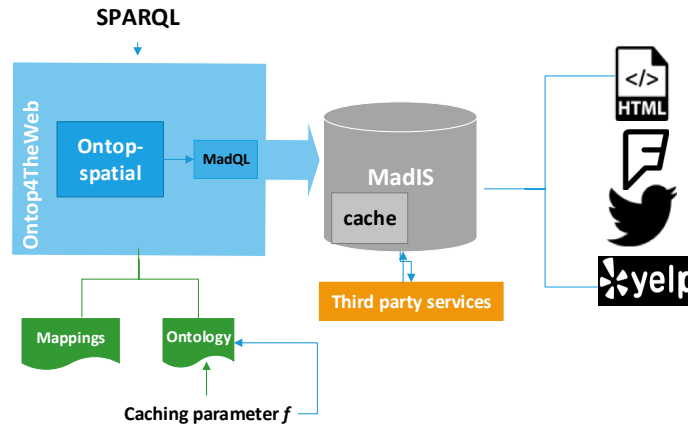 SPARQL
Ontop4TheWeb
Ontop-
spatial
MadQL
MadIS
cache
</>
HTML
yelp
Third party services
Mappings
Ontology
Caching parameter f